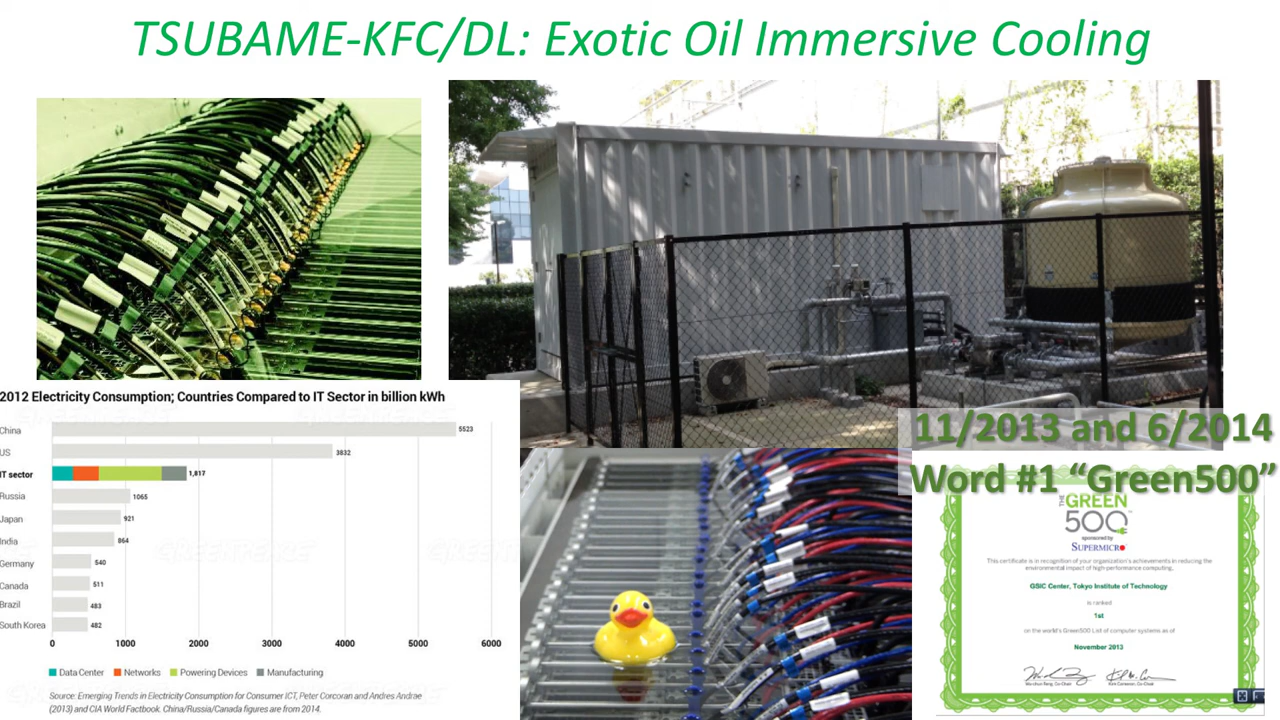 TSUBAME-KFC/DL: Exotic Oil Immersive Cooling
2012 Electricity Consumption; Countries Compared to IT Sector in billion kWh
China 5523
US 3832
IT sector 1,817
Russia 1065
Japan 921
India 864
Germany 540
Canada 511
Brazil 483
South Korea 482
0 1000 2000 3000 4000 5000 6000
Data Center Networks Powering Devices Manufacturing
Source: Emerging Trends in Electricity Consumption for Consumer ICT, Peter Corcoran and Andres Andrae
(2013) and CIA World Factbook. China/Russia/Canada figures are from 2014.
GREENPEACE
11/2013 and 6/2014
Word #1 “Green500”
THE GREEN
500
sponsored by
SUPERMICRO
This certificate is in recognition of your organization's achievements in reducing the
environmental impact of high-performance computing.
GSIC Center, Tokyo Institute of Technology
is ranked
1st
on the world's Green500 List of computer systems as of
November 2013